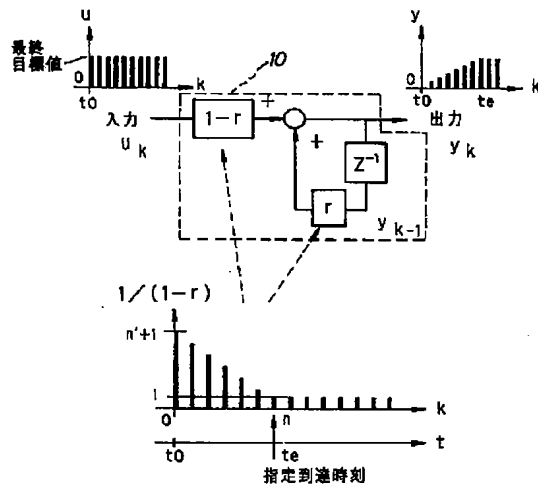 u
最終
目標値
0
t0
k
10
y
0
t0
te
k
入力
u k
1-r
+
+
Z⁻¹
r
y k-1
出力
y k
1/(1-r)
n'+1
1
0
n
k
t0
te
t
指定到達時刻